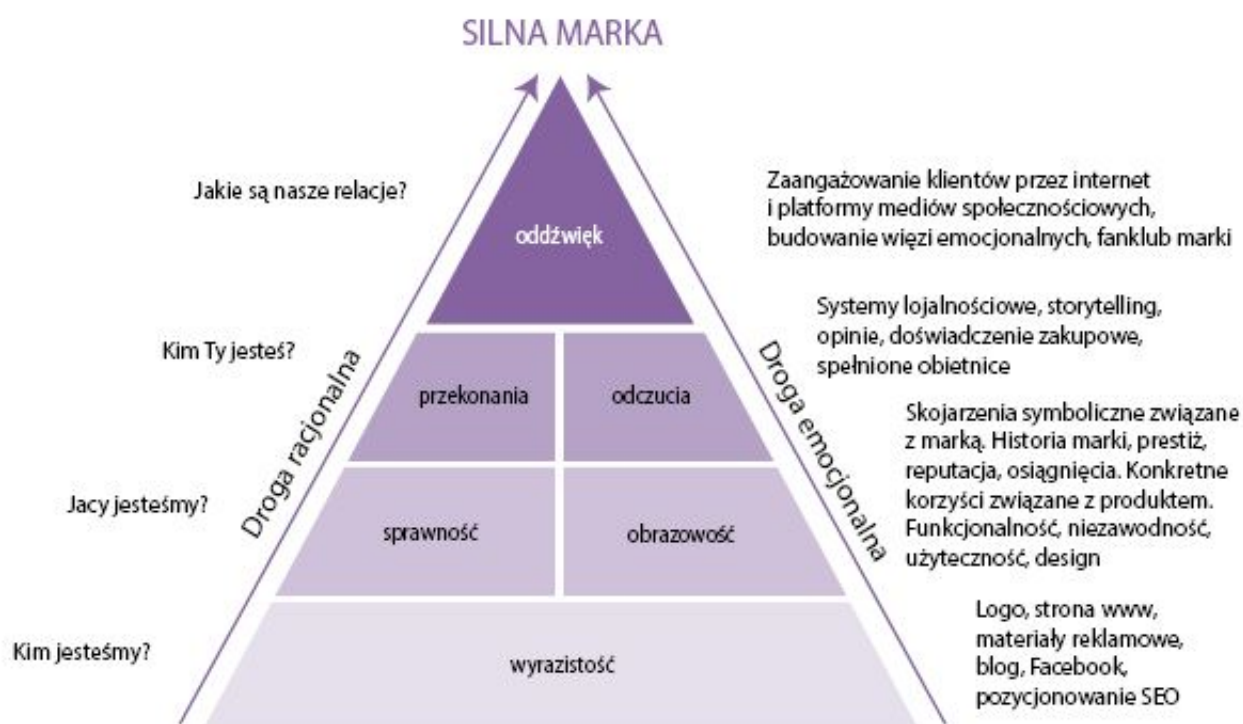 SILNA MARKA
Jakie są nasze relacje?
oddźwięk
Zaangażowanie klientów przez internet
i platformy mediów społecznościowych,
budowanie więzi emocjonalnych, fanklub marki
Kim Ty jesteś?
przekonania
odczucia
Systemy lojalnościowe, storytelling,
opinie, doświadczenie zakupowe,
spełnione obietnice
Droga racjonalna
Droga emocjonalna
Jacy jesteśmy?
sprawność
obrazowość
Skojarzenia symboliczne związane
z marką. Historia marki, prestiż,
reputacja, osiągnięcia. Konkretne
korzyści związane z produktem.
Funkcjonalność, niezawodność,
użyteczność, design
Kim jesteśmy?
wyrazistość
Logo, strona www,
materiały reklamowe,
blog, Facebook,
pozycjonowanie SEO